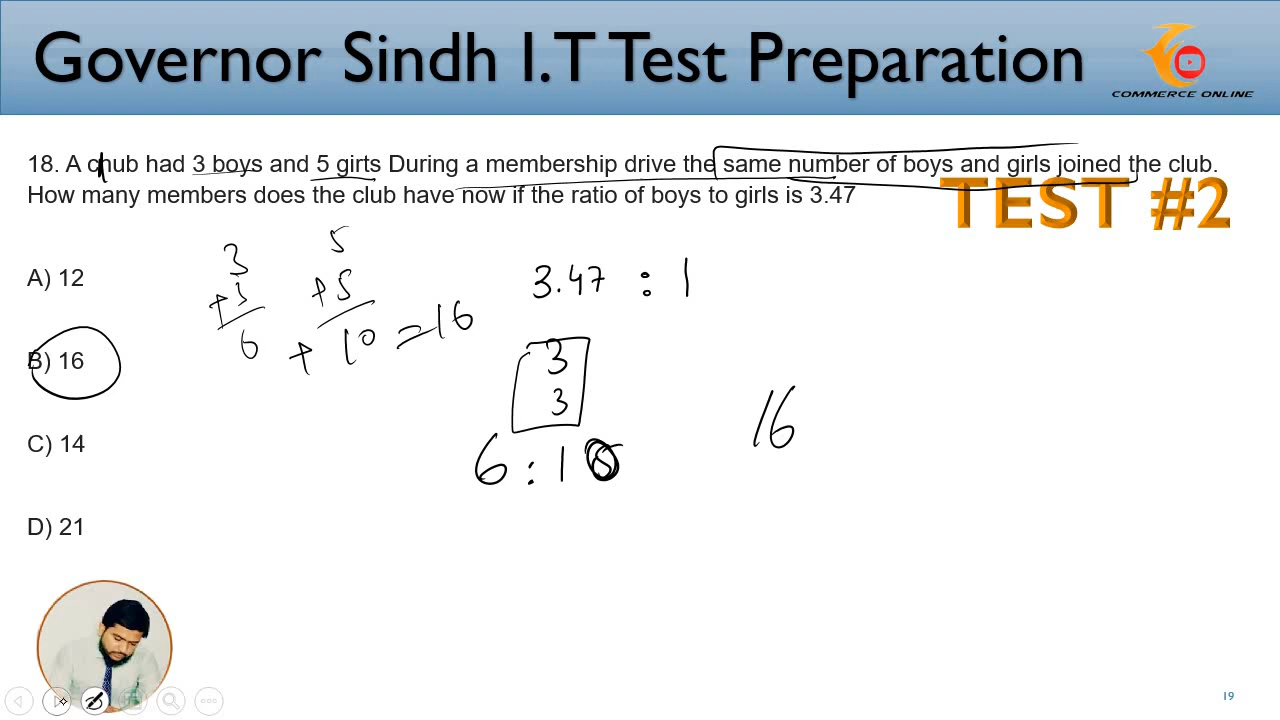 Governor Sindh I.T Test Preparation
COMMERCE ONLINE
18. A chub had 3 boys and 5 girts During a membership drive the same number of boys and girls joined the club.
How many members does the club have now if the ratio of boys to girls is 3.47
TEST #2
A) 12
B) 16
C) 14
D) 21
3 5
+3 +5
6 + 10 = 16
3.47 : 1
3
3
6 : 10
16
19